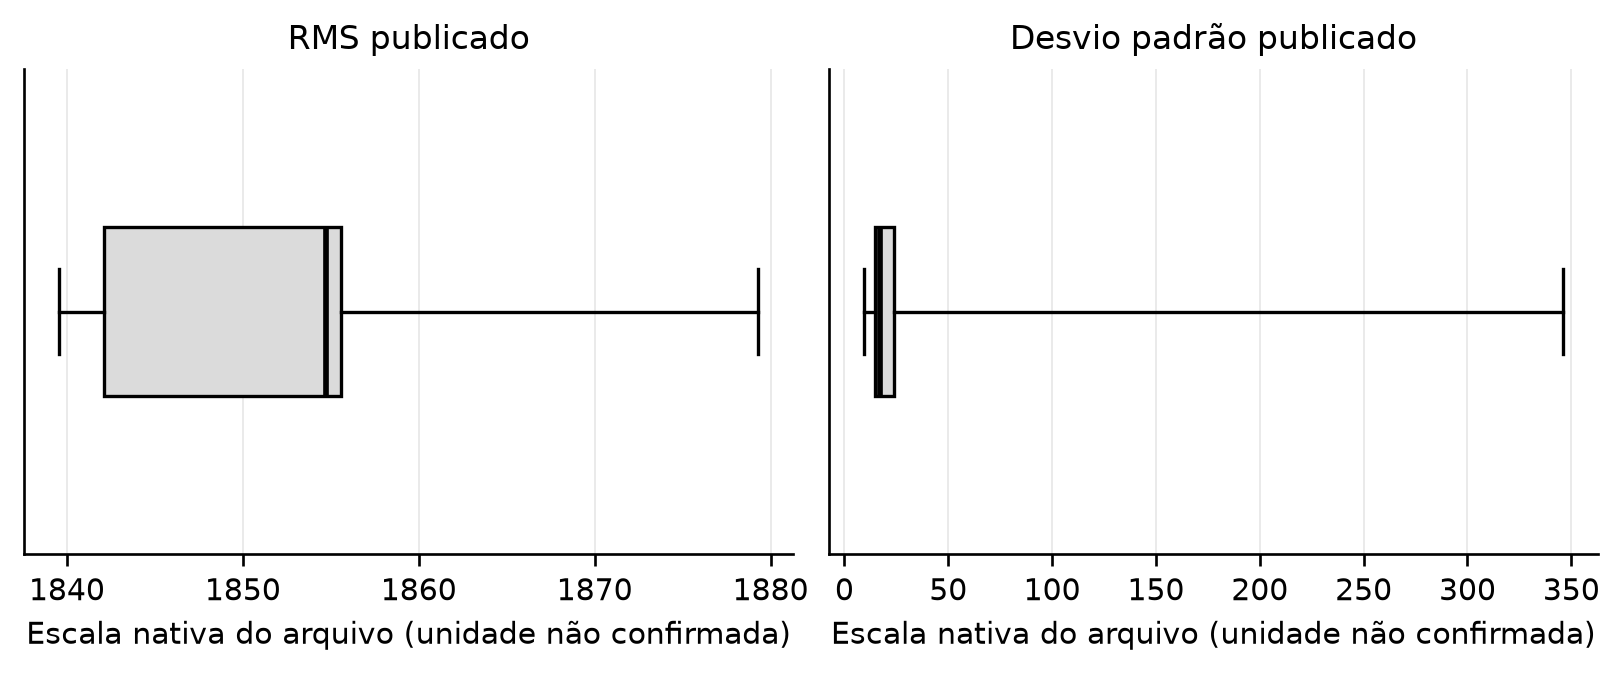 RMS publicado
1840 1850 1860 1870 1880
Escala nativa do arquivo (unidade não confirmada)
Desvio padrão publicado
0 50 100 150 200 250 300 350
Escala nativa do arquivo (unidade não confirmada)